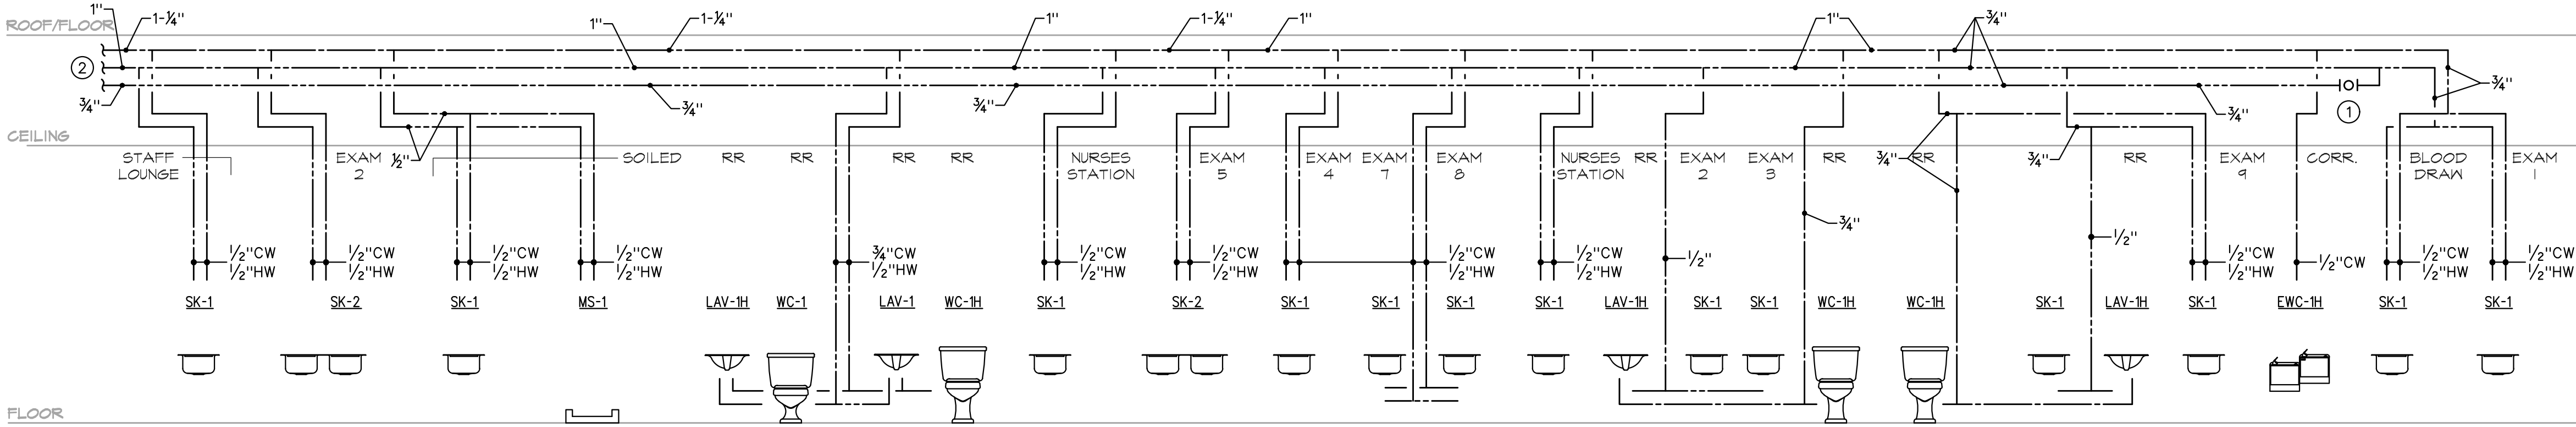 1" 1-¼" 1" 1-¼" 1" 1-¼" 1" 1" ¾"
ROOF/FLOOR
2
¾" ¾" ¾" ¾" ¾"
1
CEILING
STAFF LOUNGE
EXAM 2
½"
SOILED
RR
RR
RR
RR
NURSES STATION
EXAM 5
EXAM 4
EXAM 7
EXAM 8
NURSES STATION
RR
EXAM 2
EXAM 3
RR
¾"
RR
¾"
RR
EXAM 9
CORR.
BLOOD DRAW
EXAM 1
¾"
½"
½"
½"CW ½"CW ½"CW ½"CW ¾"CW ½"CW ½"CW ½"CW ½"CW ½"CW ½"CW ½"CW ½"CW
½"HW ½"HW ½"HW ½"HW ½"HW ½"HW ½"HW ½"HW ½"HW ½"HW ½"HW ½"HW
SK-1 SK-2 SK-1 MS-1 LAV-1H WC-1 LAV-1 WC-1H SK-1 SK-2 SK-1 SK-1 SK-1 SK-1 LAV-1H SK-1 SK-1 WC-1H WC-1H SK-1 LAV-1H SK-1 EWC-1H SK-1 SK-1
FLOOR